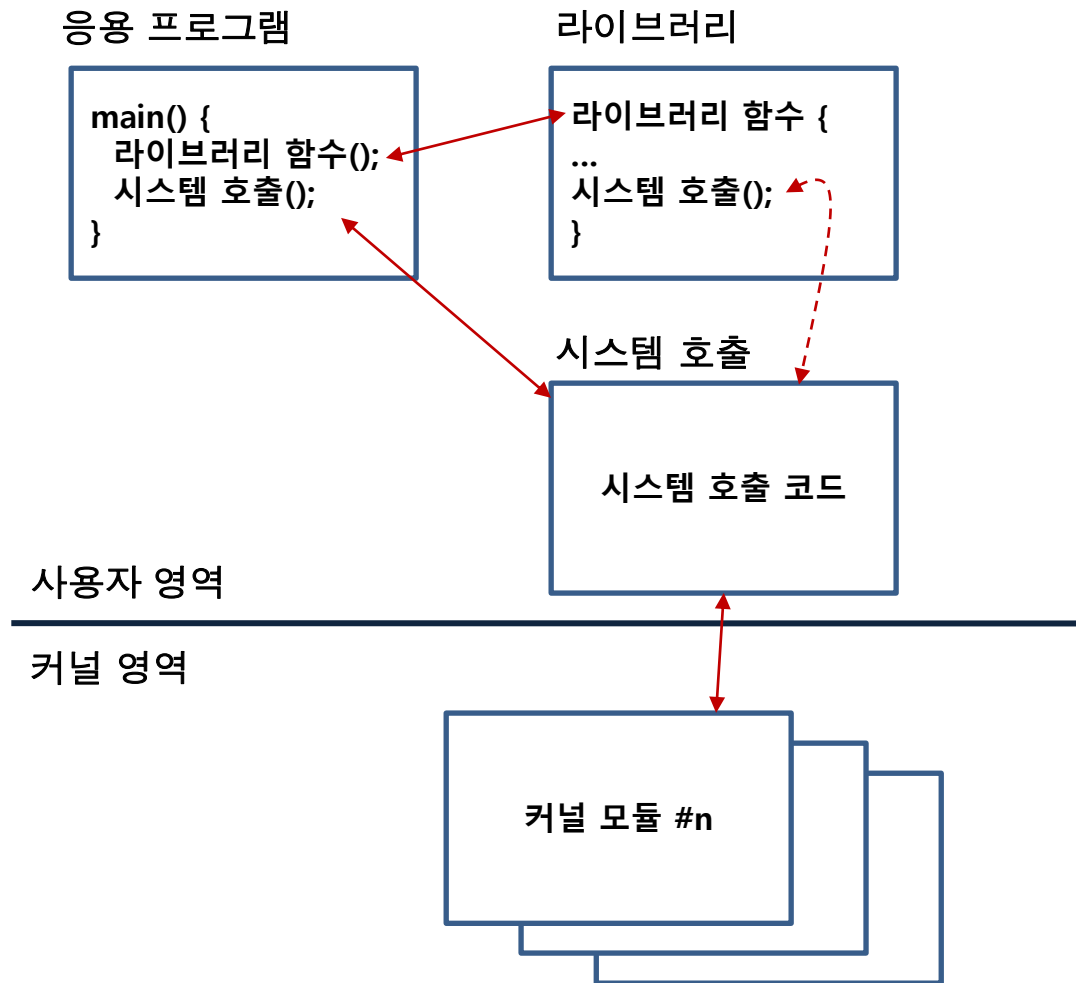 응용 프로그램
main() {
라이브러리 함수();
시스템 호출();
}
라이브러리
라이브러리 함수 {
...
시스템 호출();
}
시스템 호출
시스템 호출 코드
사용자 영역
커널 영역
커널 모듈 #n